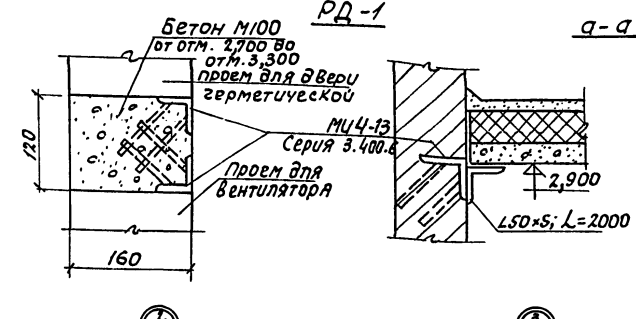 РД-1
а-а
Бетон М100
от отм. 2,700 до
отм. 3,300
проем для двери
герметической
МИ4-13
Серия 3.400.6
Проем для
вентилятора
120
160
2,900
L50×5; L=2000